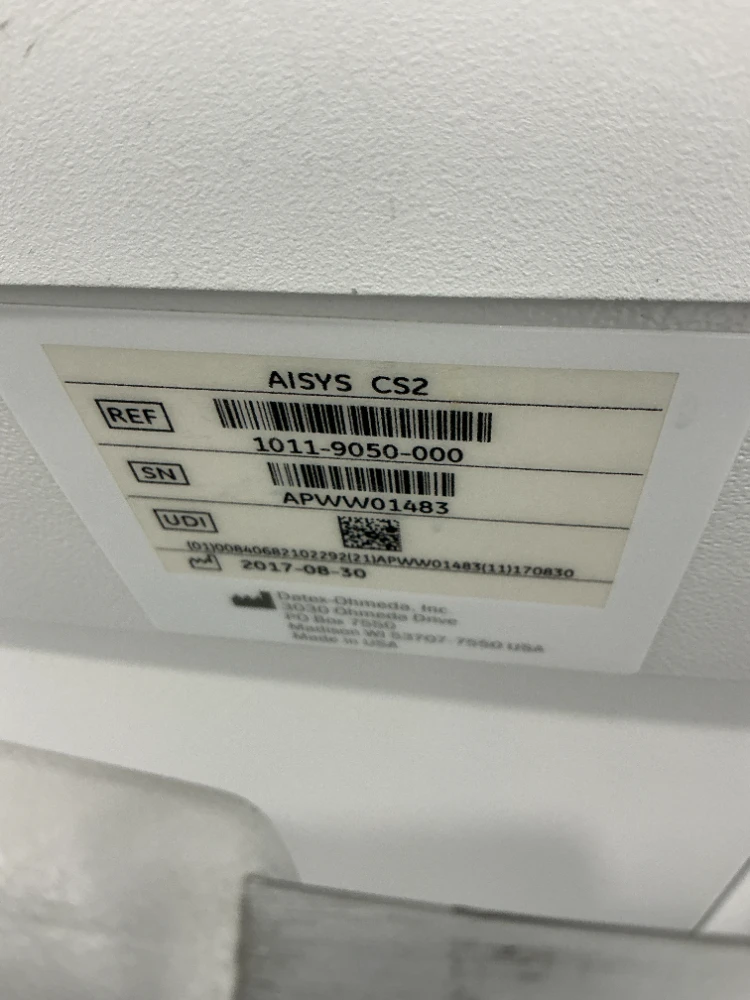 AISYS CS2
REF
1011-9050-000
SN
APWW01483
UDI
(01)00840682102292(21)APWW01483(11)170830
2017-08-30
Datex-Ohmeda, Inc.
3030 Ohmeda Drive
PO Box 7550
Madison WI 53707-7550 USA
Made in USA